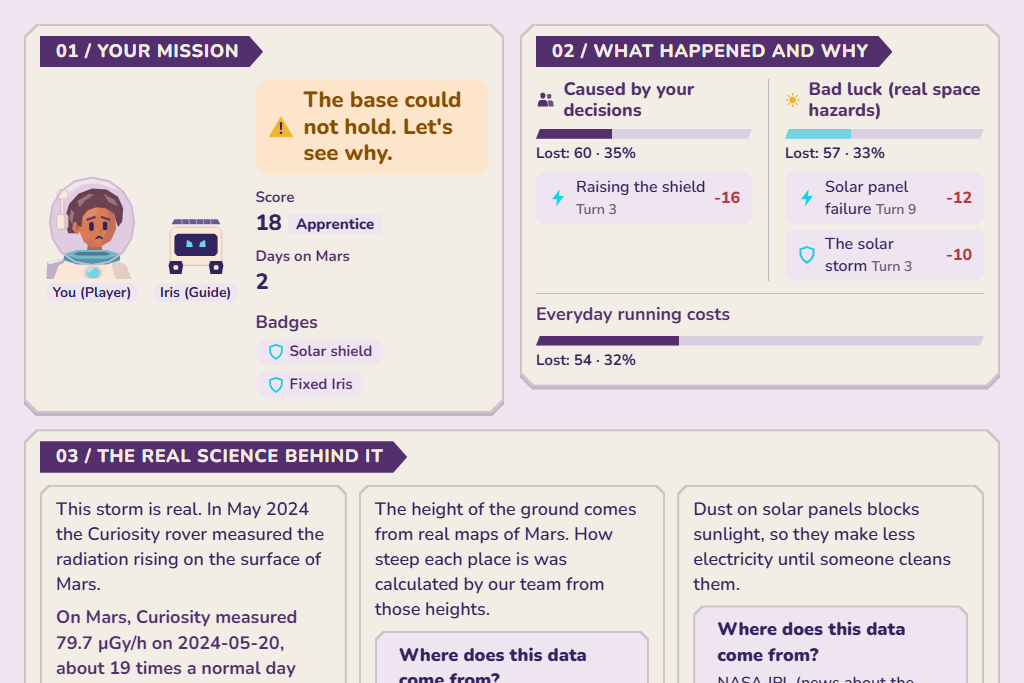 01 / YOUR MISSION
The base could
not hold. Let's
see why.
Score
18 Apprentice
Days on Mars
2
You (Player)
Iris (Guide)
Badges
Solar shield
Fixed Iris
02 / WHAT HAPPENED AND WHY
Caused by your
decisions
Lost: 60 · 35%
Raising the shield
Turn 3
-16
Bad luck (real space
hazards)
Lost: 57 · 33%
Solar panel
failure Turn 9
-12
The solar
storm Turn 3
-10
Everyday running costs
Lost: 54 · 32%
03 / THE REAL SCIENCE BEHIND IT
This storm is real. In May 2024
the Curiosity rover measured the
radiation rising on the surface of
Mars.
On Mars, Curiosity measured
79.7 µGy/h on 2024-05-20,
about 19 times a normal day
The height of the ground comes
from real maps of Mars. How
steep each place is was
calculated by our team from
those heights.
Where does this data
come from?
Dust on solar panels blocks
sunlight, so they make less
electricity until someone cleans
them.
Where does this data
come from?
NASA JPL (news about the